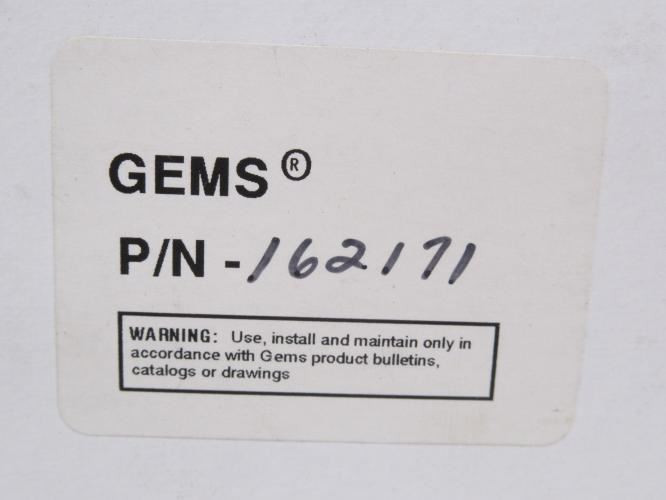 GEMS®
P/N - 162171
WARNING: Use, install and maintain only in
accordance with Gems product bulletins,
catalogs or drawings